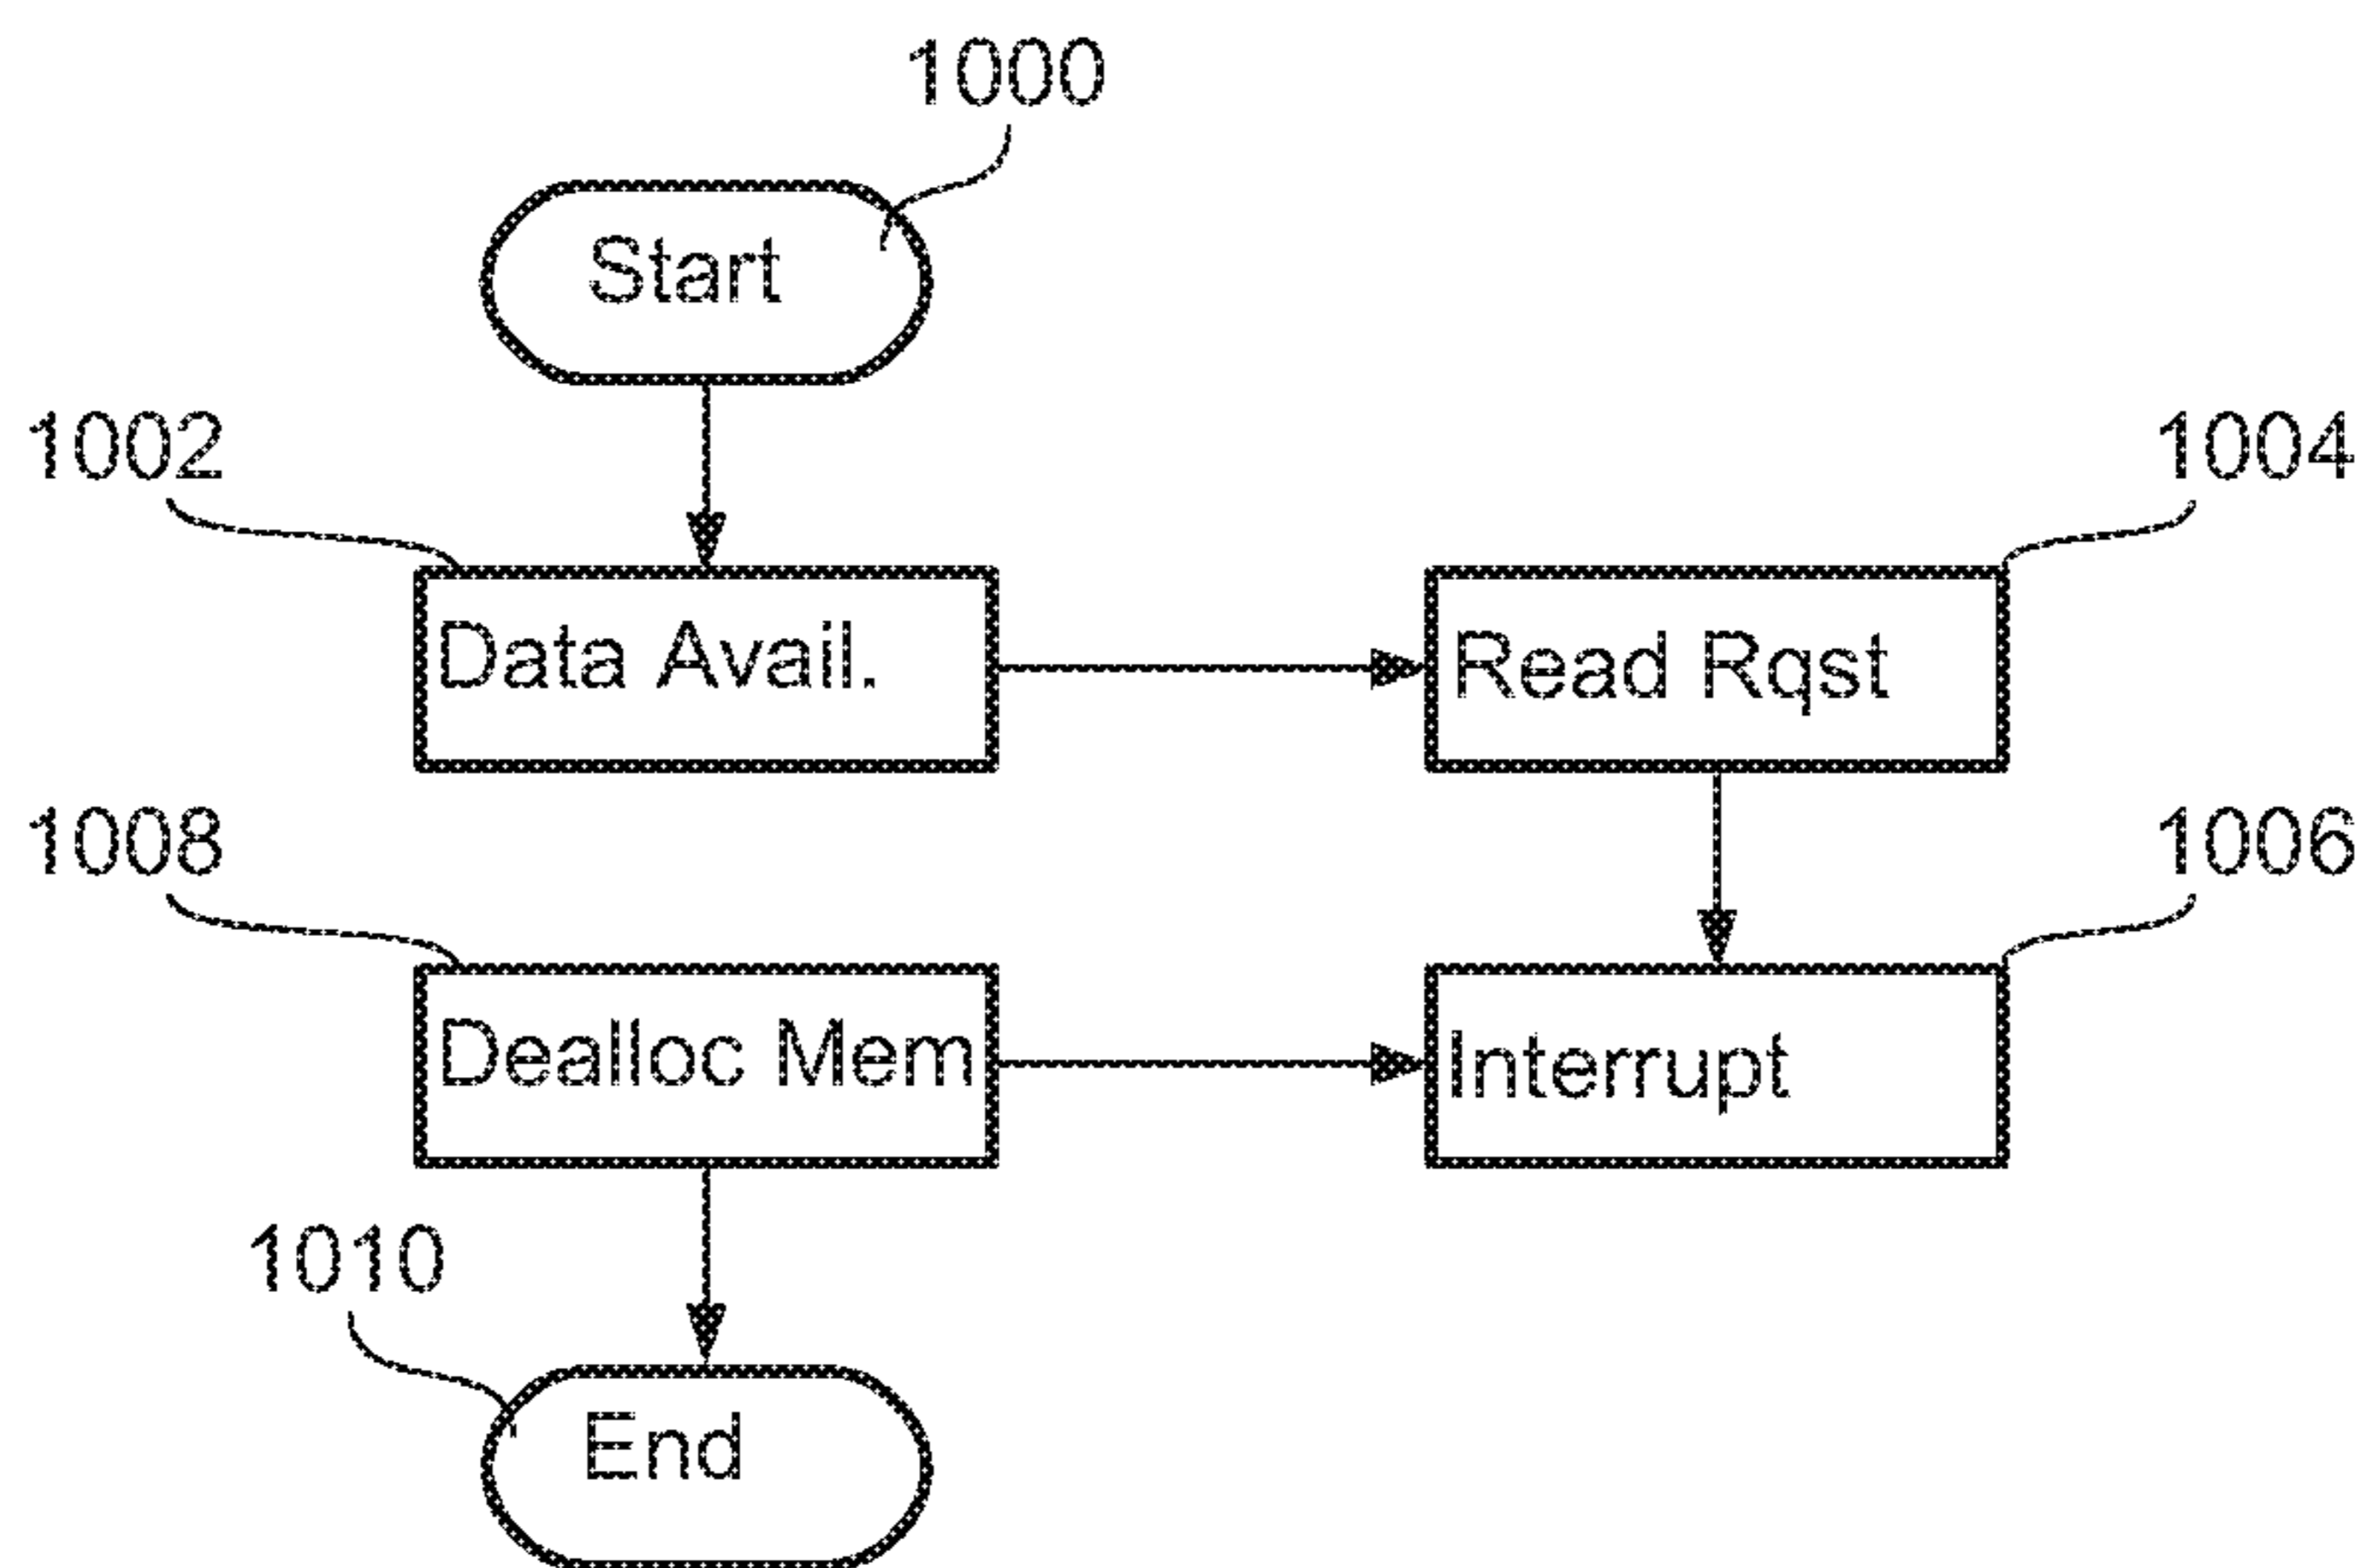 1000
Start
1002
1004
Data Avail.
Read Rqst
1008
1006
Dealloc Mem
Interrupt
1010
End